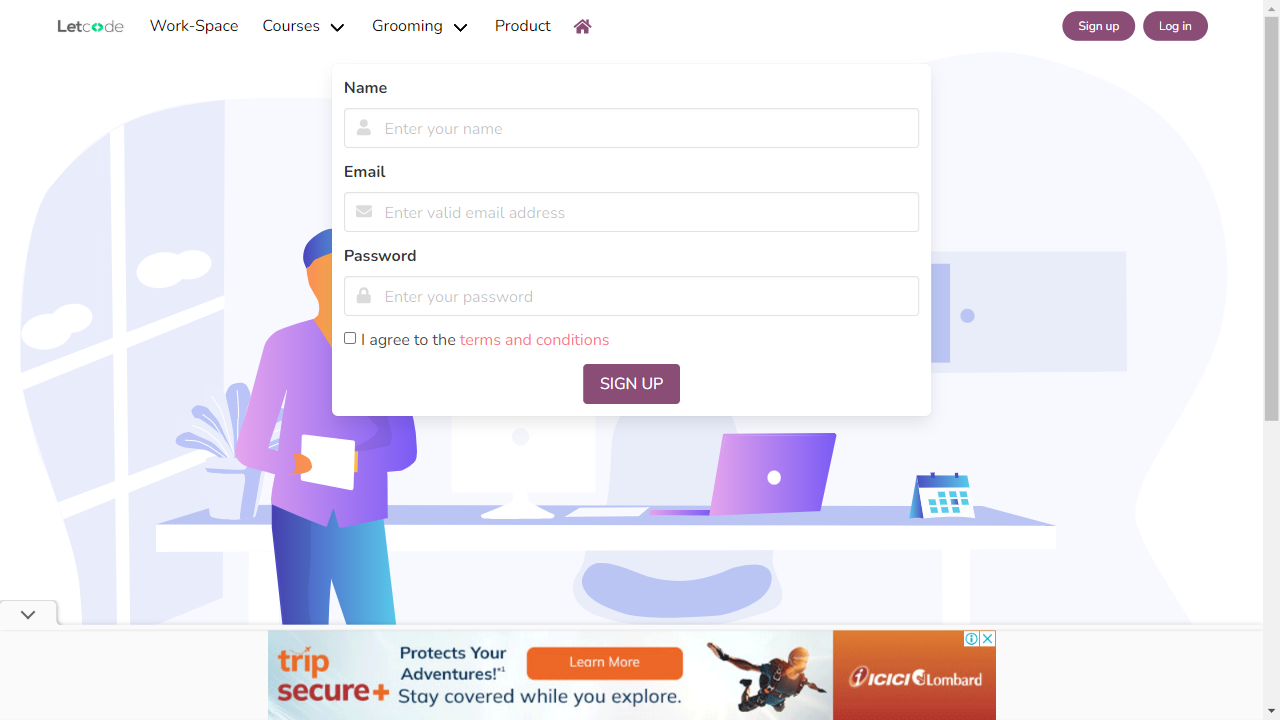 Letcode Work-Space Courses Grooming Product Sign up Log in
Name
Enter your name
Email
Enter valid email address
Password
Enter your password
I agree to the terms and conditions
SIGN UP
trip secure+
Protects Your Adventures!*¹
Stay covered while you explore.
Learn More
ICICI Lombard